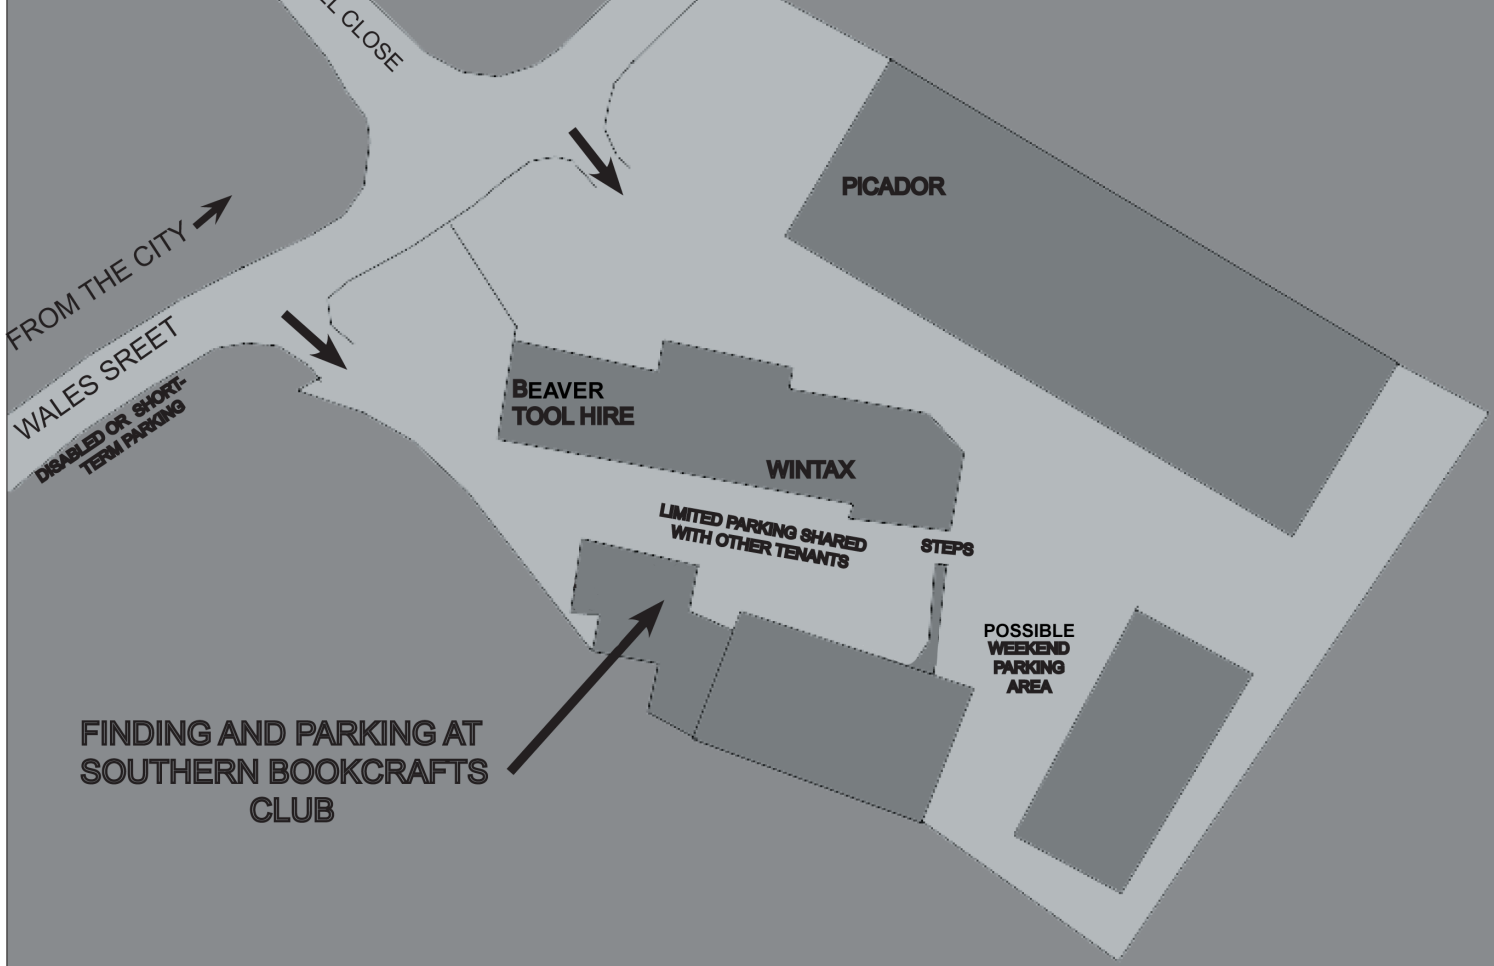 LL CLOSE
PICADOR
FROM THE CITY
WALES SREET
DISABLED OR SHORT-
TERM PARKING
BEAVER
TOOL HIRE
WINTAX
LIMITED PARKING SHARED
WITH OTHER TENANTS
STEPS
POSSIBLE
WEEKEND
PARKING
AREA
FINDING AND PARKING AT
SOUTHERN BOOKCRAFTS
CLUB